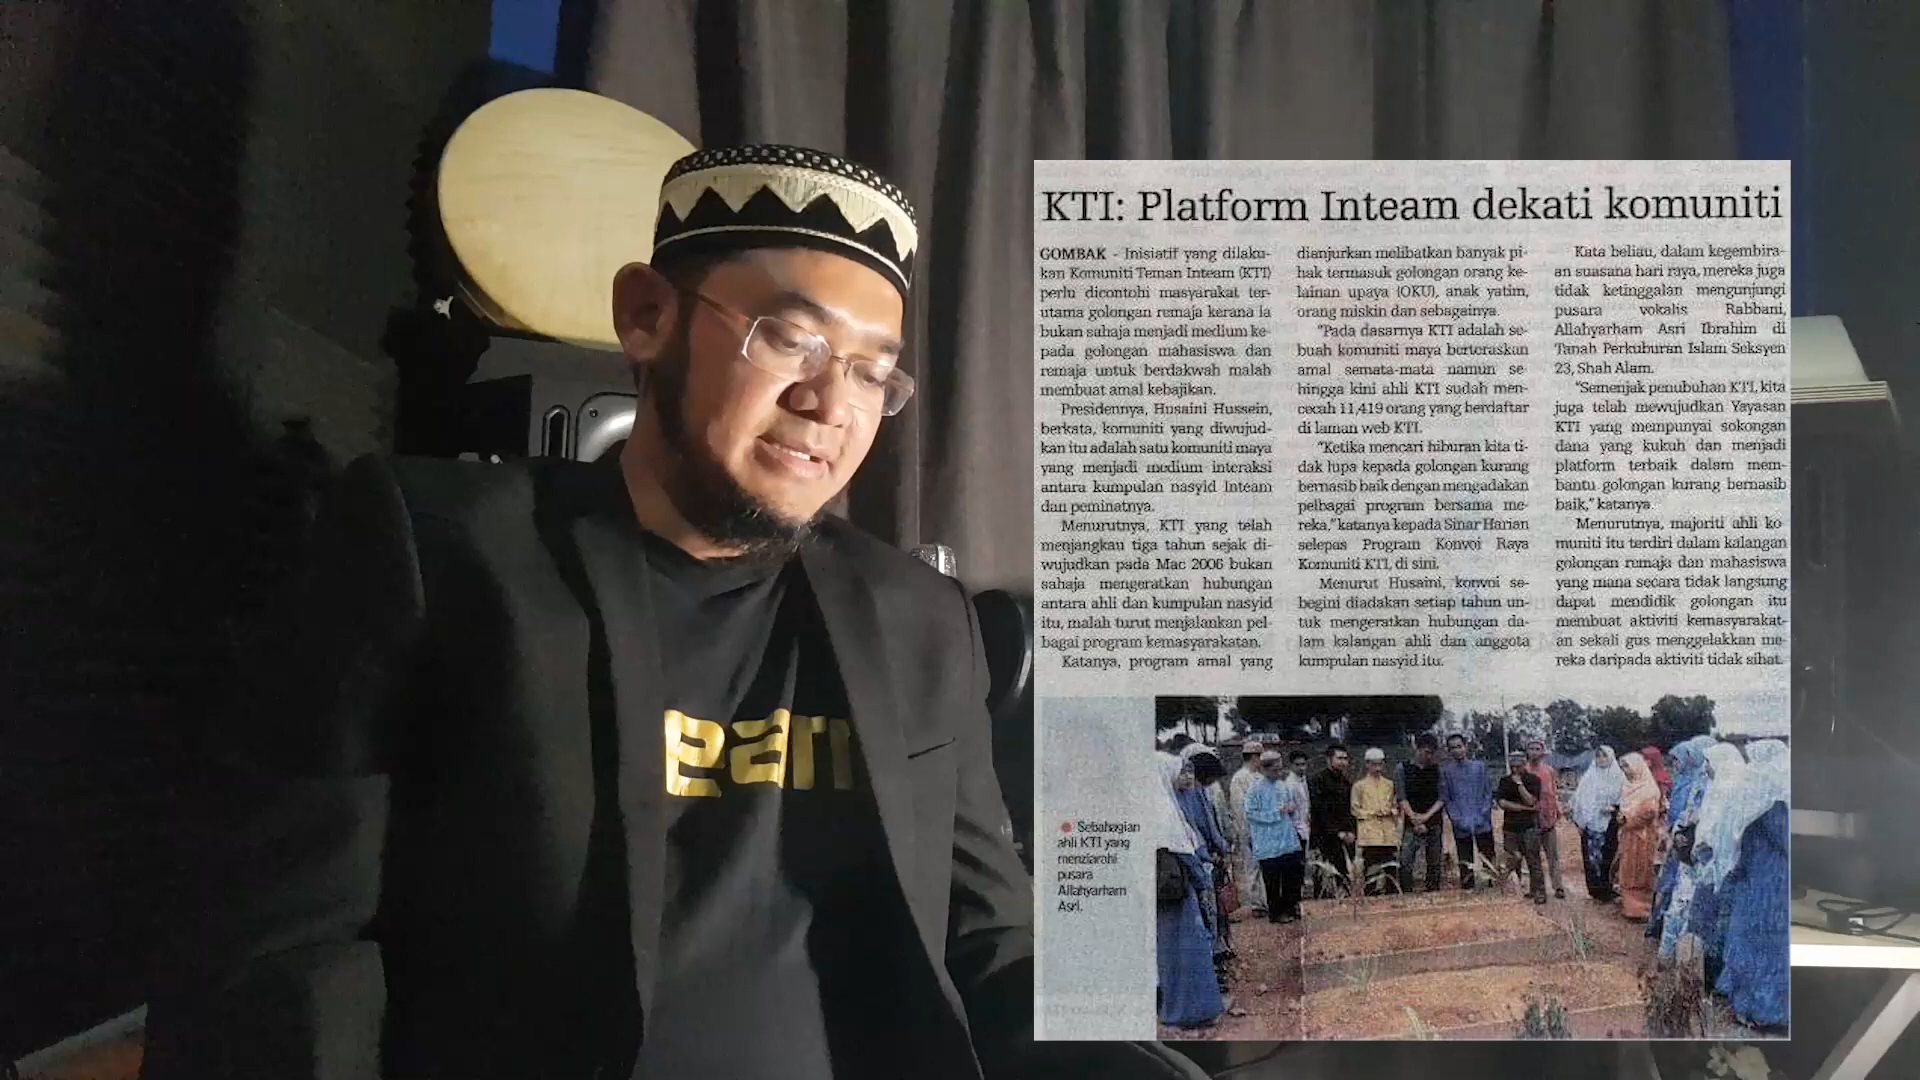 KTI: Platform Inteam dekati komuniti
GOMBAK - Inisiatif yang dilaku-
kan Komuniti Teman Inteam (KTI)
perlu dicontohi masyarakat ter-
utama golongan remaja kerana ia
bukan sahaja menjadi medium ke-
pada golongan mahasiswa dan
remaja untuk berdakwah malah
membuat amal kebajikan.
Presidennya, Husaini Hussein,
berkata, komuniti yang diwujud-
kan itu adalah satu komuniti maya
yang menjadi medium interaksi
antara kumpulan nasyid Inteam
dan peminatnya.
Menurutnya, KTI yang telah
menjangkau tiga tahun sejak di-
wujudkan pada Mac 2006 bukan
sahaja mengeratkan hubungan
antara ahli dan kumpulan nasyid
itu, malah turut menjalankan pel-
bagai program kemasyarakatan.
Katanya, program amal yang
dianjurkan melibatkan banyak pi-
hak termasuk golongan orang ke-
lainan upaya (OKU), anak yatim,
orang miskin dan sebagainya.
"Pada dasarnya KTI adalah se-
buah komuniti maya berteraskan
amal semata-mata namun se-
hingga kini ahli KTI sudah men-
cecah 11,419 orang yang berdaftar
di laman web KTI.
"Ketika mencari hiburan kita ti-
dak lupa kepada golongan kurang
bernasib baik dengan mengadakan
pelbagai program bersama me-
reka," katanya kepada Sinar Harian
selepas Program Konvoi Raya
Komuniti KTI, di sini.
Menurut Husaini, konvoi se-
begini diadakan setiap tahun un-
tuk mengeratkan hubungan da-
lam kalangan ahli dan anggota
kumpulan nasyid itu.
Kata beliau, dalam kegembira-
an suasana hari raya, mereka juga
tidak ketinggalan mengunjungi
pusara vokalis Rabbani,
Allahyarham Asri Ibrahim di
Tanah Perkuburan Islam Seksyen
23, Shah Alam.
"Semenjak penubuhan KTI, kita
juga telah mewujudkan Yayasan
KTI yang mempunyai sokongan
dana yang kukuh dan menjadi
platform terbaik dalam mem-
bantu golongan kurang bernasib
baik," katanya.
Menurutnya, majoriti ahli ko-
muniti itu terdiri dalam kalangan
golongan remaja dan mahasiswa
yang mana secara tidak langsung
dapat mendidik golongan itu
membuat aktiviti kemasyarakat-
an sekali gus menggelakkan me-
reka daripada aktiviti tidak sihat.
Sebahagian
ahli KTI yang
menziarahi
pusara
Allahyarham
Asri.
earn